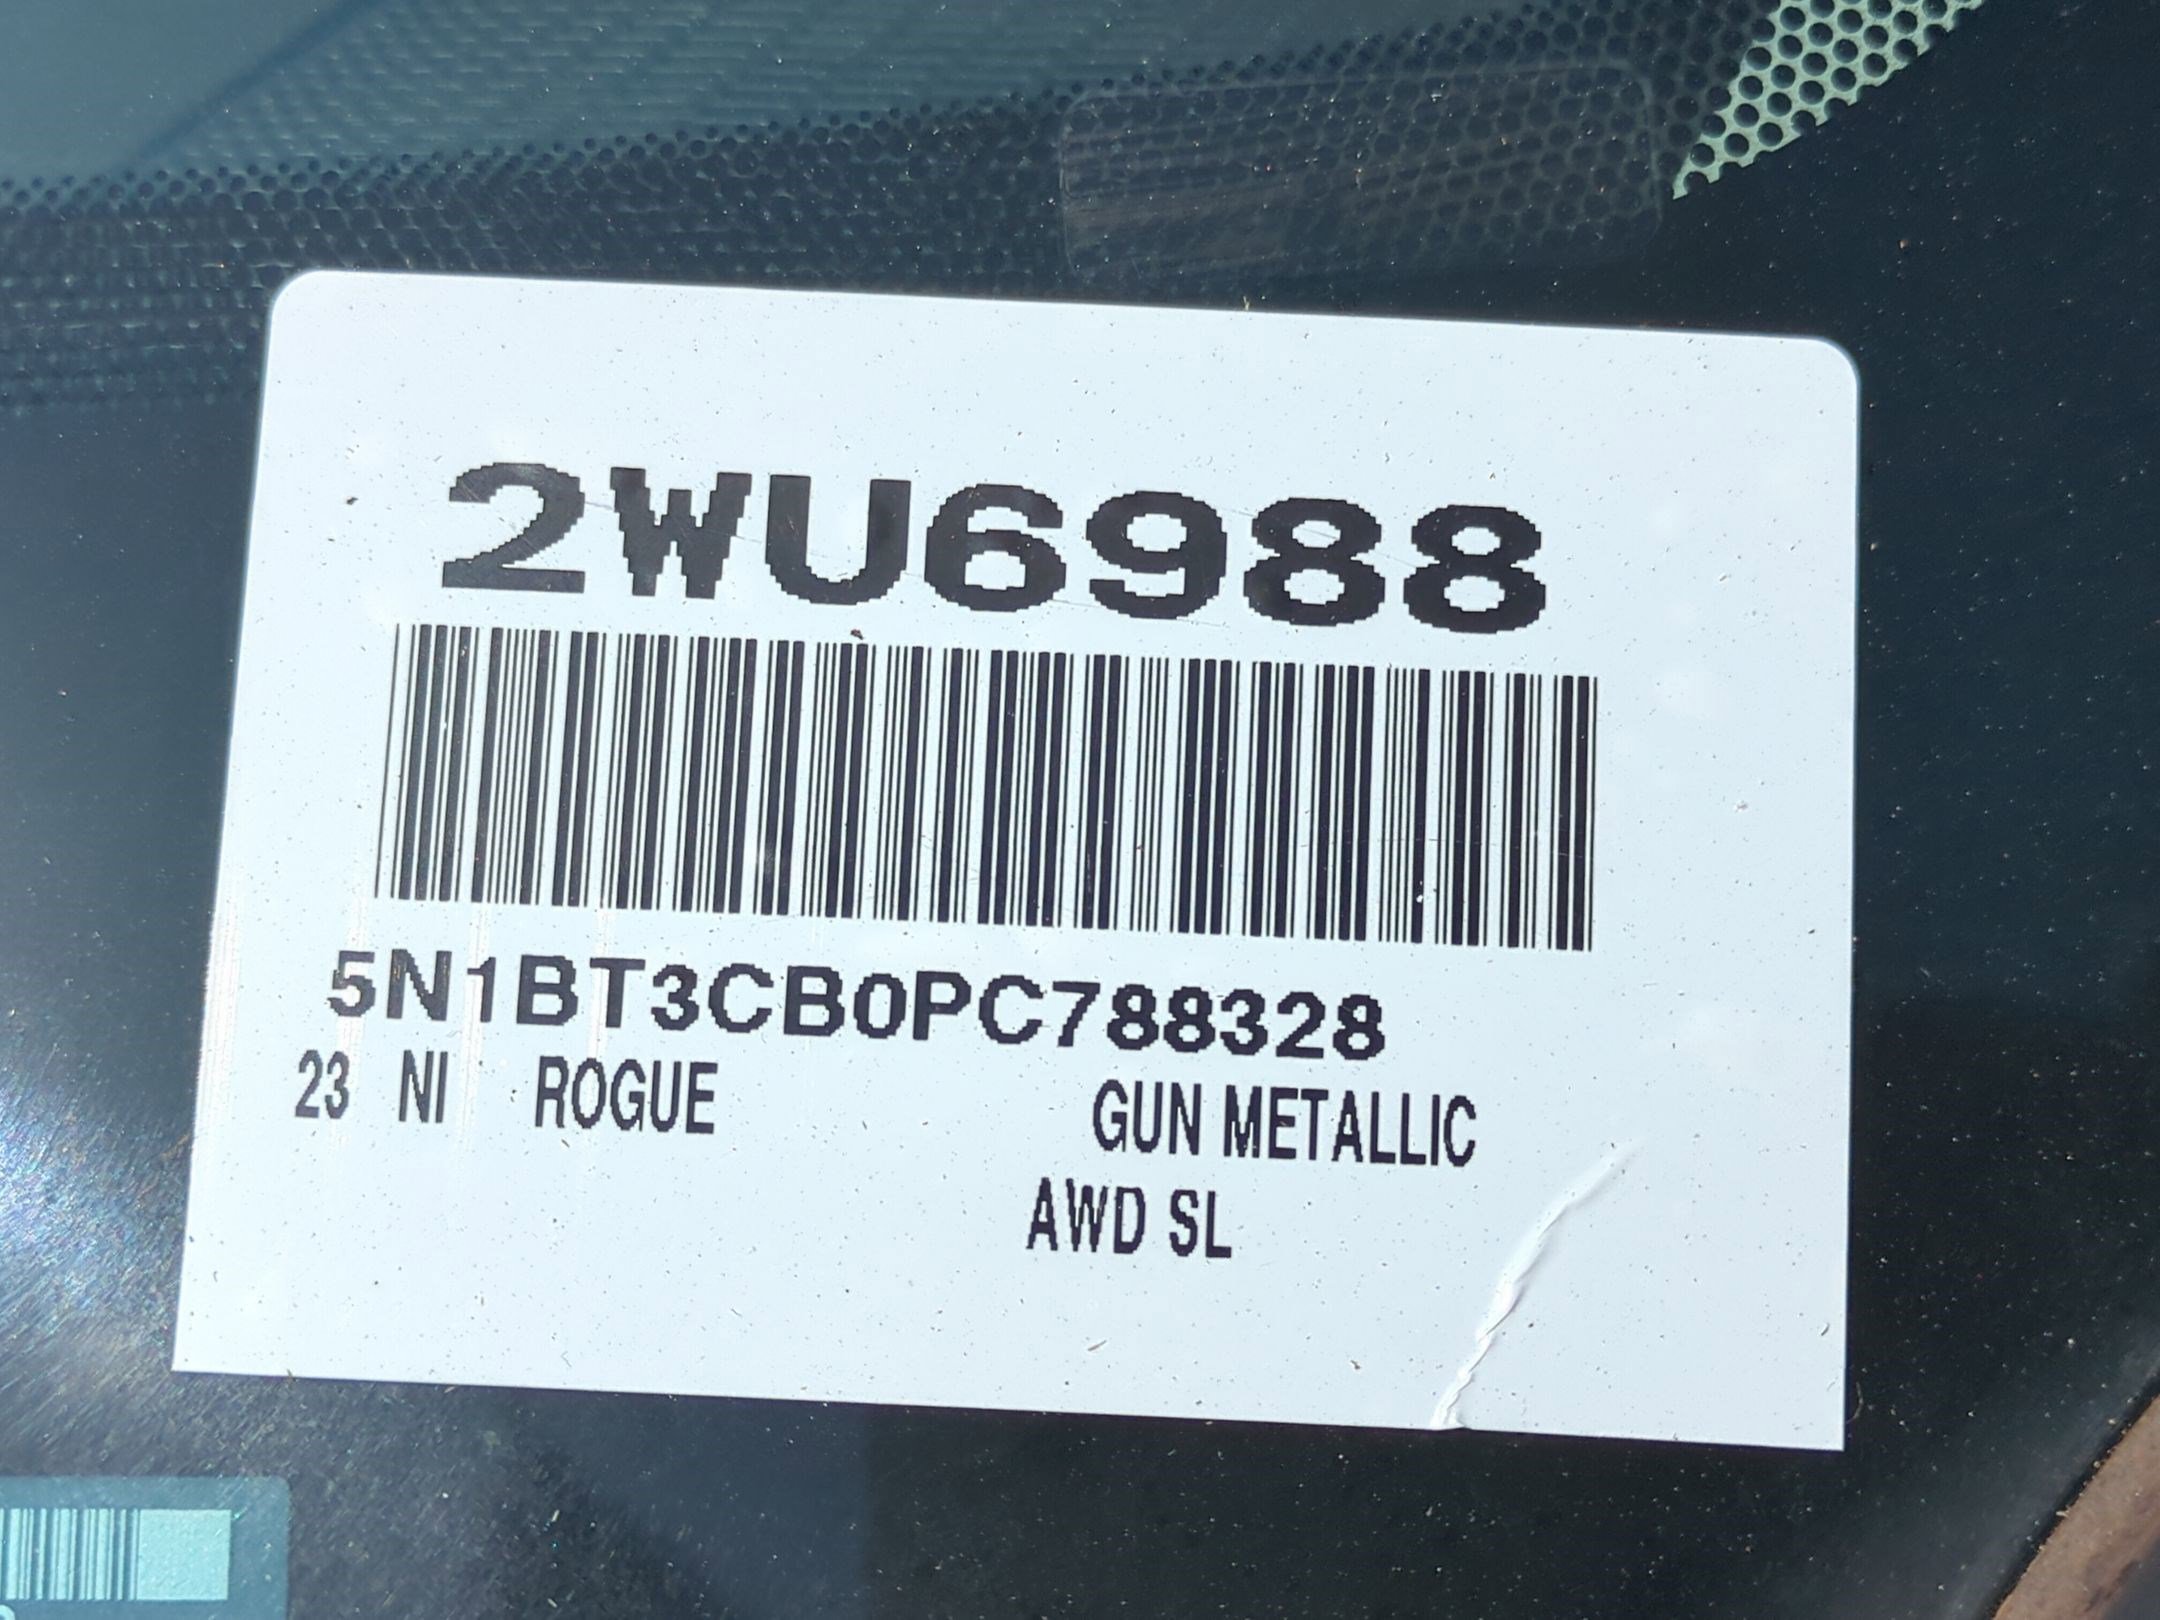 2WU6988
5N1BT3CB0PC788328
23 NI ROGUE GUN METALLIC
AWD SL